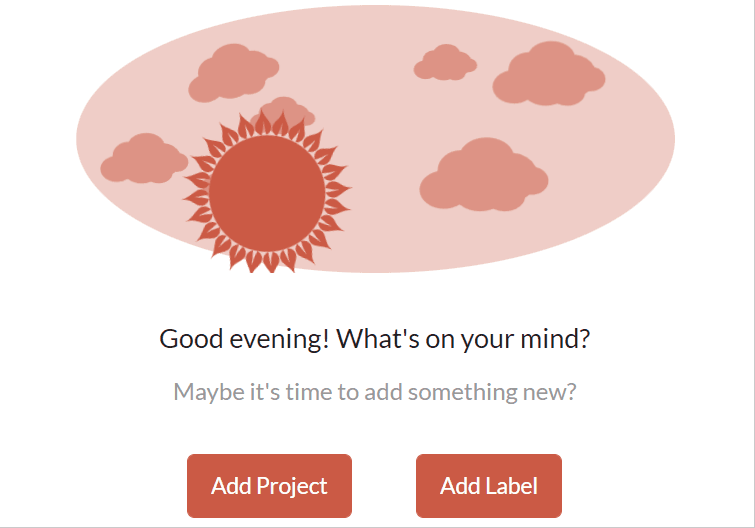 Good evening! What's on your mind?
Maybe it's time to add something new?
Add Project
Add Label